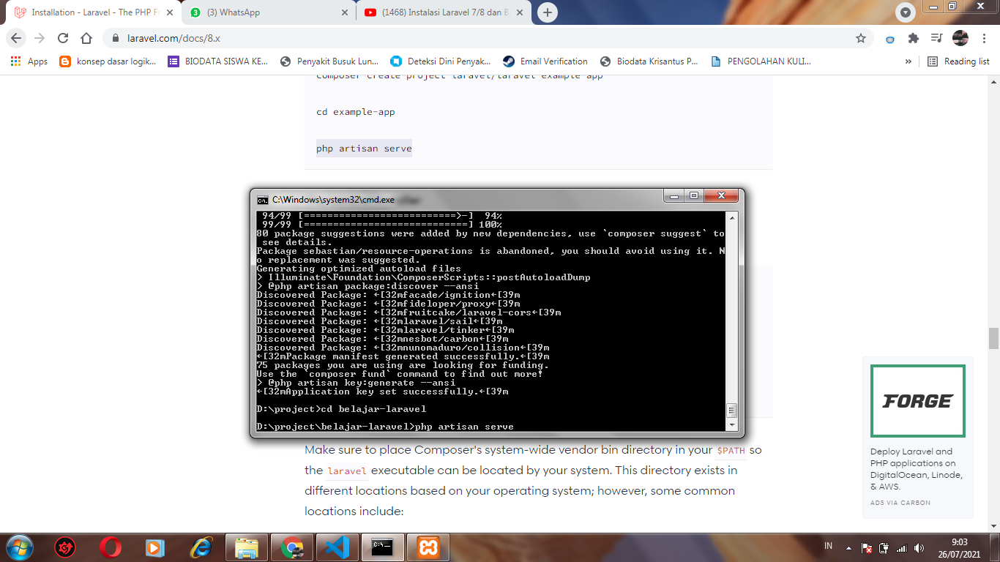 Installation - Laravel - The PHP Fr
(3) WhatsApp
(1468) Instalasi Laravel 7/8 dan B
laravel.com/docs/8.x
Apps
konsep dasar logik...
BIODATA SISWA KE...
Penyakit Busuk Lun...
Deteksi Dini Penyak...
Email Verification
Biodata Krisantus P...
PENGOLAHAN KULI...
Reading list
composer create-project laravel/laravel example-app
cd example-app
php artisan serve
C:\Windows\system32\cmd.exe
94/99 [==========================>-]  94%
99/99 [============================] 100%
80 package suggestions were added by new dependencies, use `composer suggest` to
see details.
Package sebastian/resource-operations is abandoned, you should avoid using it. N
o replacement was suggested.
Generating optimized autoload files
> Illuminate\Foundation\ComposerScripts::postAutoloadDump
> @php artisan package:discover --ansi
Discovered Package: ←[32mfacade/ignition←[39m
Discovered Package: ←[32mfideloper/proxy←[39m
Discovered Package: ←[32mfruitcake/laravel-cors←[39m
Discovered Package: ←[32mlaravel/sail←[39m
Discovered Package: ←[32mlaravel/tinker←[39m
Discovered Package: ←[32mnesbot/carbon←[39m
Discovered Package: ←[32mnunomaduro/collision←[39m
←[32mPackage manifest generated successfully.←[39m
75 packages you are using are looking for funding.
Use the `composer fund` command to find out more!
> @php artisan key:generate --ansi
←[32mApplication key set successfully.←[39m
D:\project>cd belajar-laravel
D:\project\belajar-laravel>php artisan serve
Make sure to place Composer's system-wide vendor bin directory in your $PATH so
the laravel executable can be located by your system. This directory exists in
different locations based on your operating system; however, some common
locations include:
FORGE
Deploy Laravel and
PHP applications on
DigitalOcean, Linode,
& AWS.
ADS VIA CARBON
IN
9:03
26/07/2021